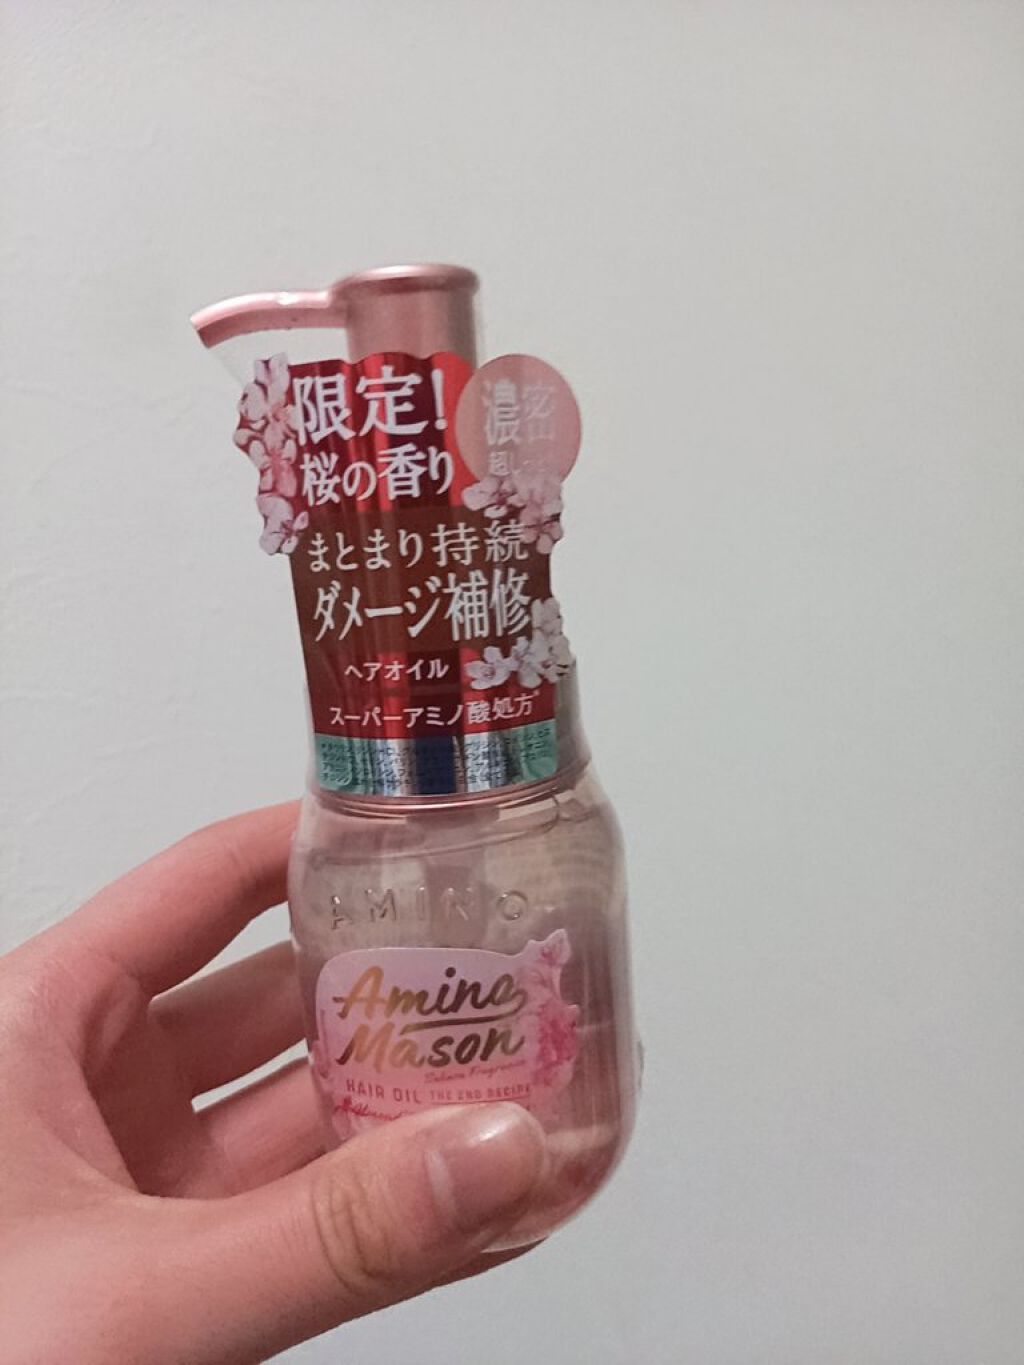 限定!
桜の香り
濃密
まとまり持続
ダメージ補修
ヘアオイル
スーパーアミノ酸処方
AMINO
Amino
Mason
Sakura Fragrance
HAIR OIL THE 2ND RECIPE